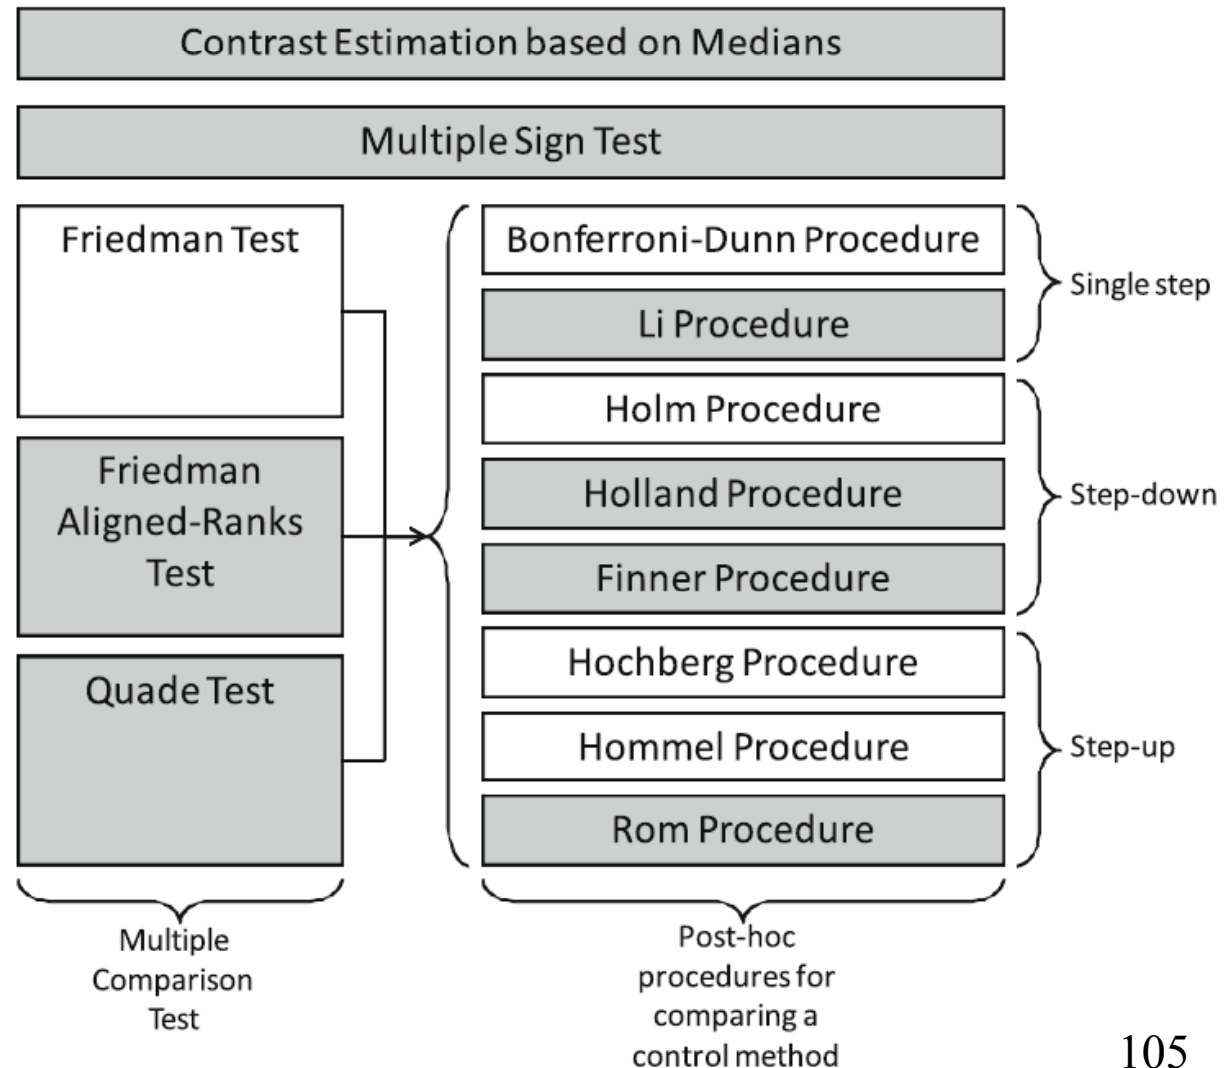 Contrast Estimation based on Medians
Multiple Sign Test
Friedman Test
Friedman
Aligned-Ranks
Test
Quade Test
Bonferroni-Dunn Procedure
Li Procedure
Holm Procedure
Holland Procedure
Finner Procedure
Hochberg Procedure
Hommel Procedure
Rom Procedure
Single step
Step-down
Step-up
Multiple
Comparison
Test
Post-hoc
procedures for
comparing a
control method
105